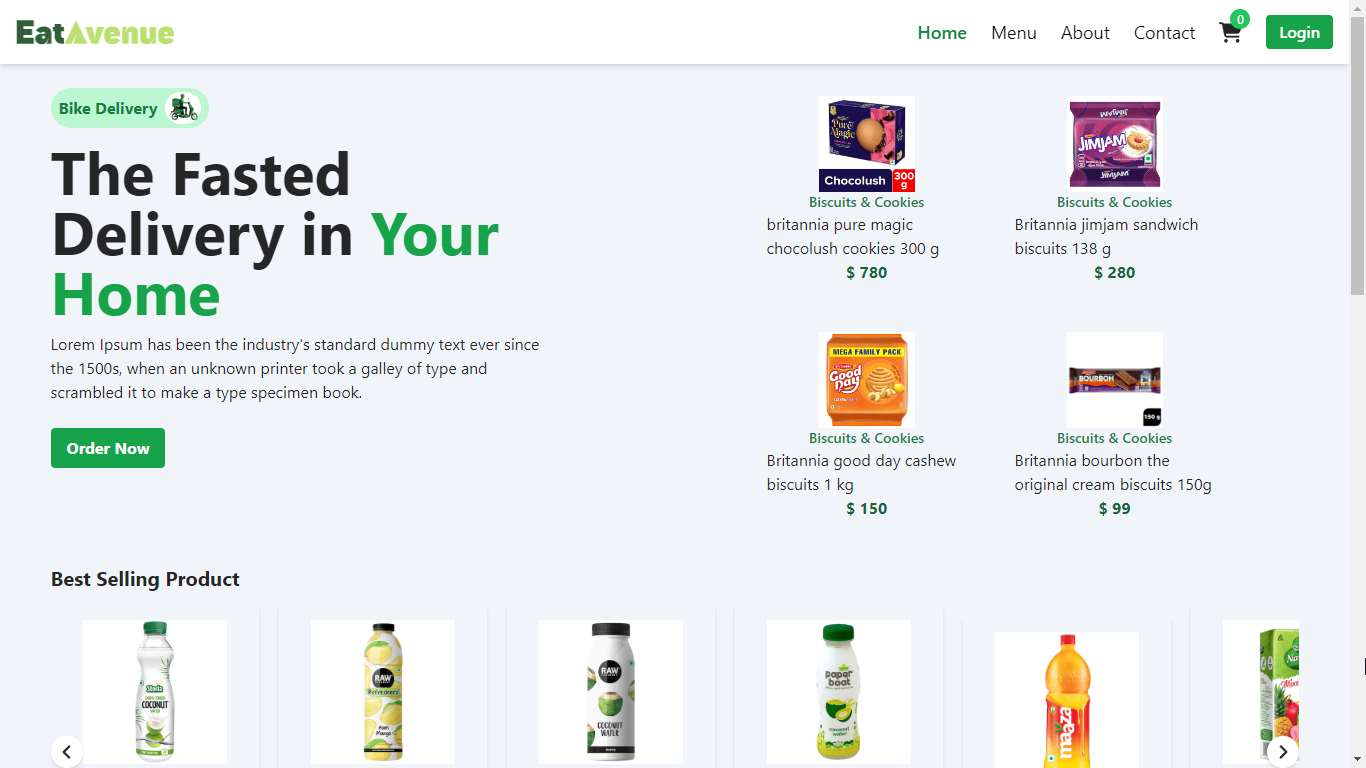 EatAvenue
Home Menu About Contact 0 Login
Bike Delivery
The Fasted
Delivery in Your
Home
Lorem Ipsum has been the industry's standard dummy text ever since
the 1500s, when an unknown printer took a galley of type and
scrambled it to make a type specimen book.
Order Now
Pure Magic
Chocolush 300 g
Biscuits & Cookies
britannia pure magic
chocolush cookies 300 g
$ 780
JIMJAM
JIMJAM
Biscuits & Cookies
Britannia jimjam sandwich
biscuits 138 g
$ 280
MEGA FAMILY PACK
Good Day
Biscuits & Cookies
Britannia good day cashew
biscuits 1 kg
$ 150
BOURBON
150 g
Biscuits & Cookies
Britannia bourbon the
original cream biscuits 150g
$ 99
Best Selling Product
COCONUT
WATER
RAW
Refreshers
Mango
RAW
COCONUT
WATER
paper
boat
coconut
water
maaza